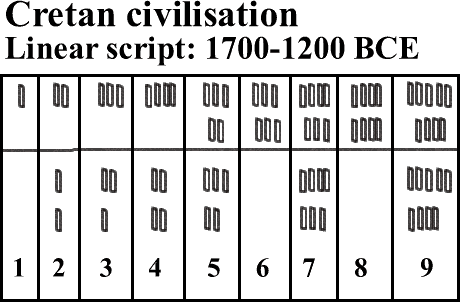 Cretan civilisation
Linear script: 1700-1200 BCE
1 2 3 4 5 6 7 8 9